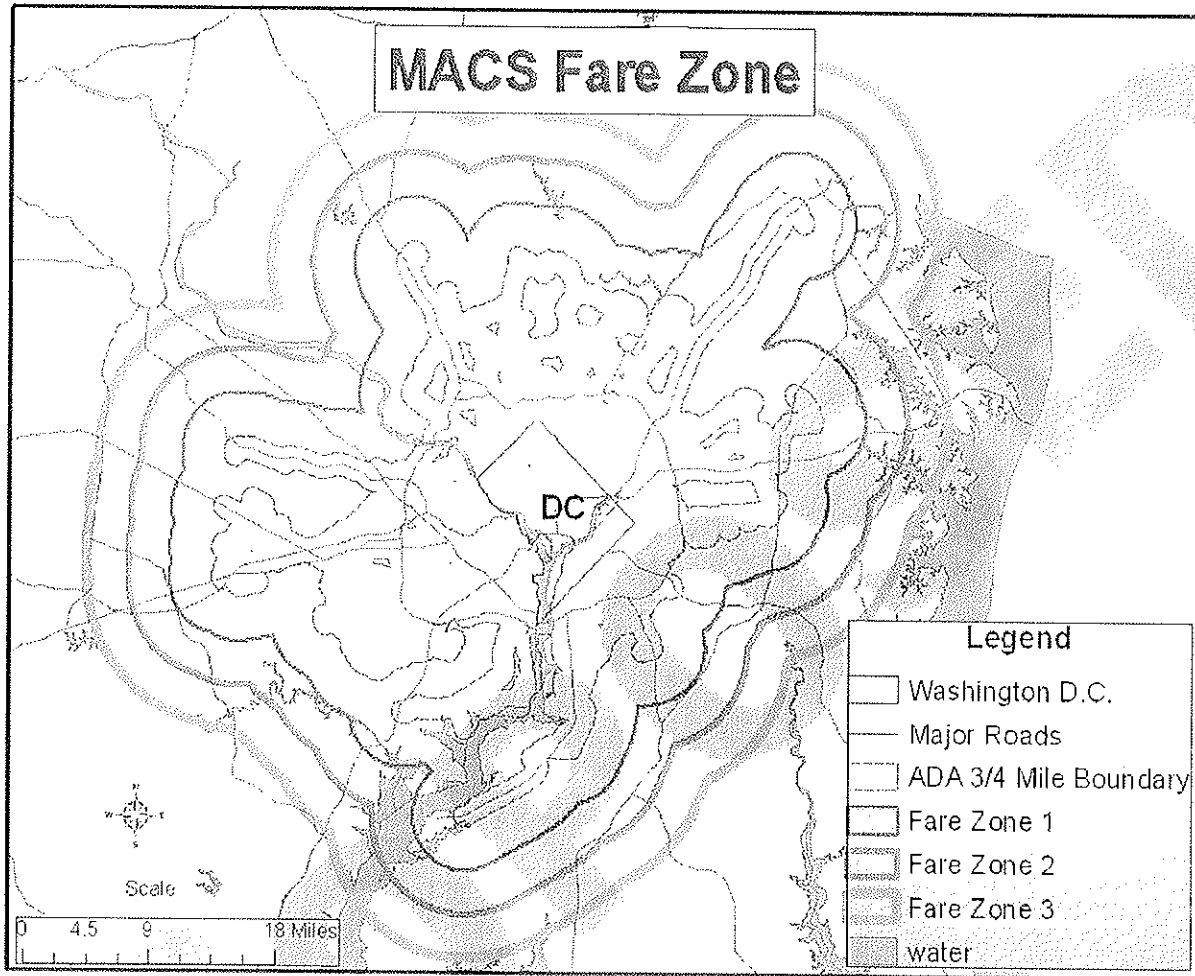 MACS Fare Zone
DC
Legend
Washington D.C.
Major Roads
ADA 3/4 Mile Boundary
Fare Zone 1
Fare Zone 2
Fare Zone 3
water
N
W E
S
Scale
0 4.5 9 18 Miles